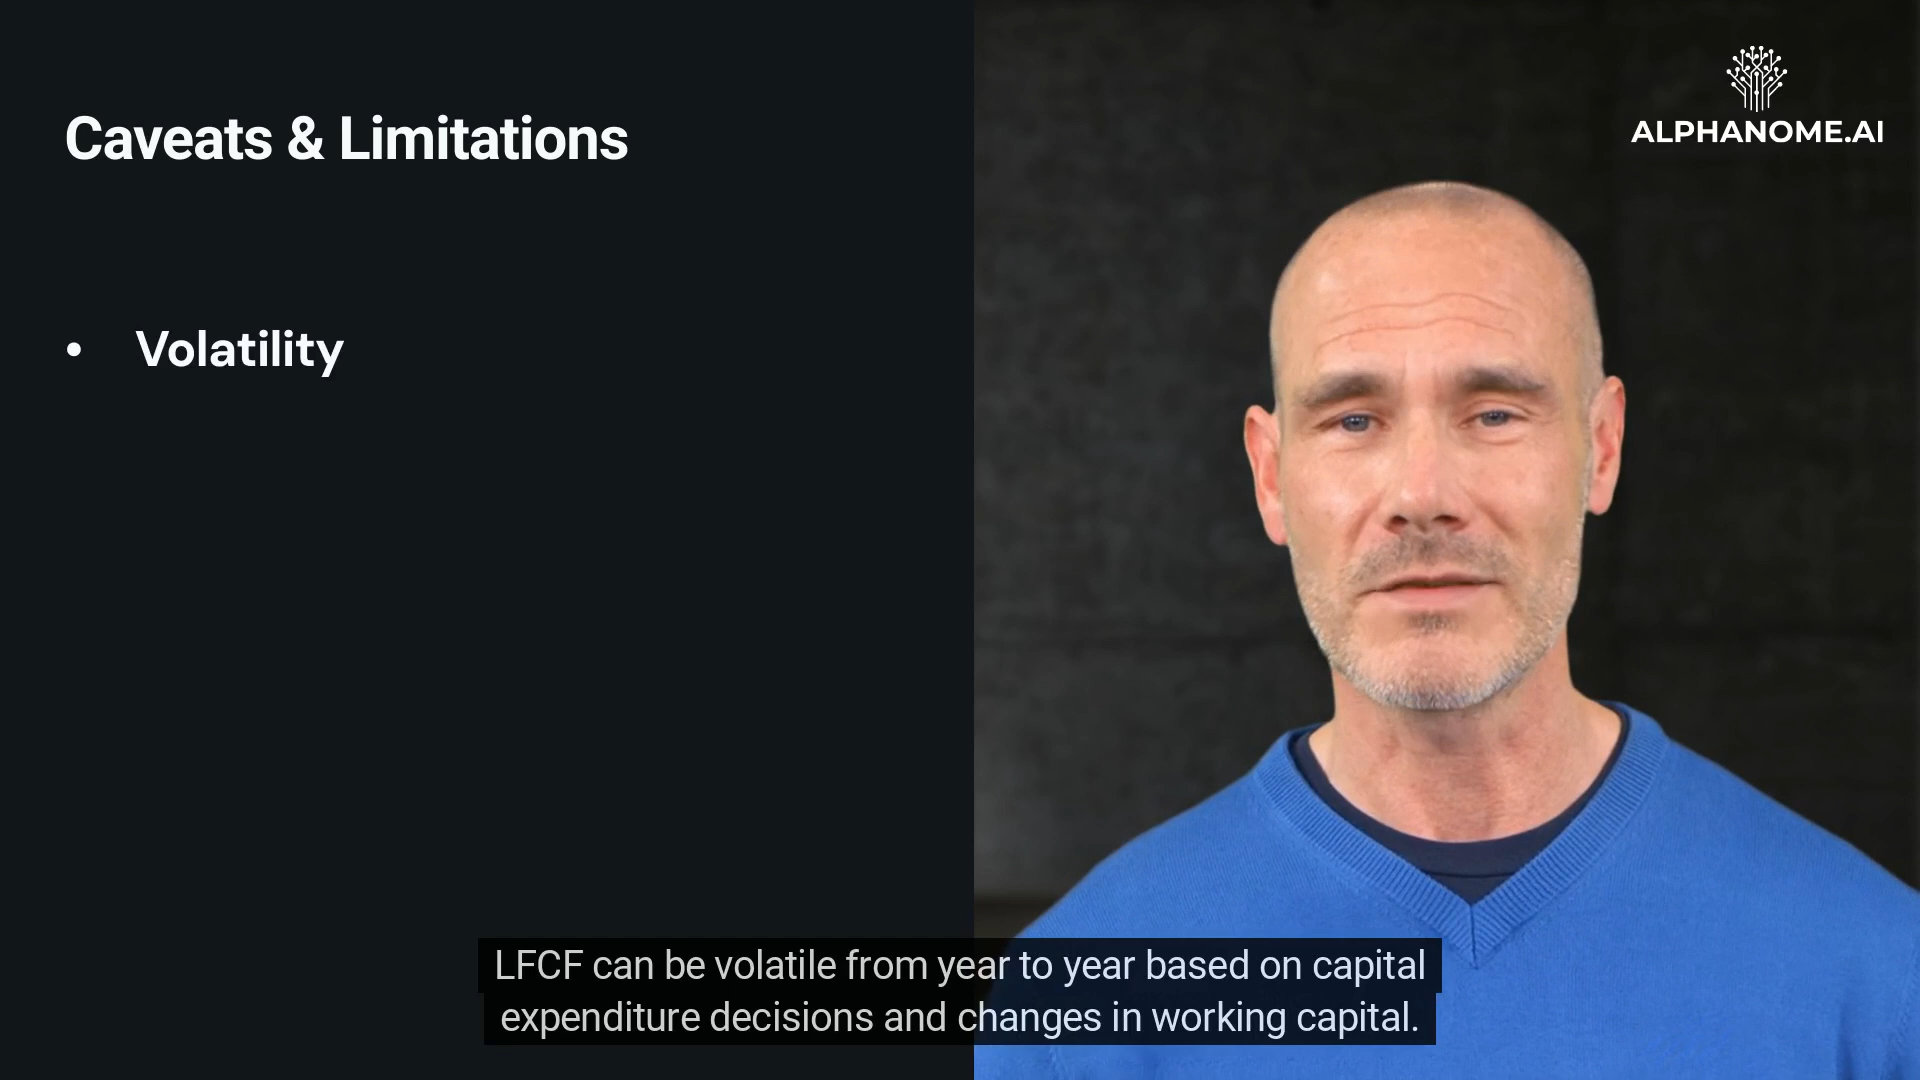 ALPHANOME.AI
Caveats & Limitations
• Volatility
LFCF can be volatile from year to year based on capital
expenditure decisions and changes in working capital.